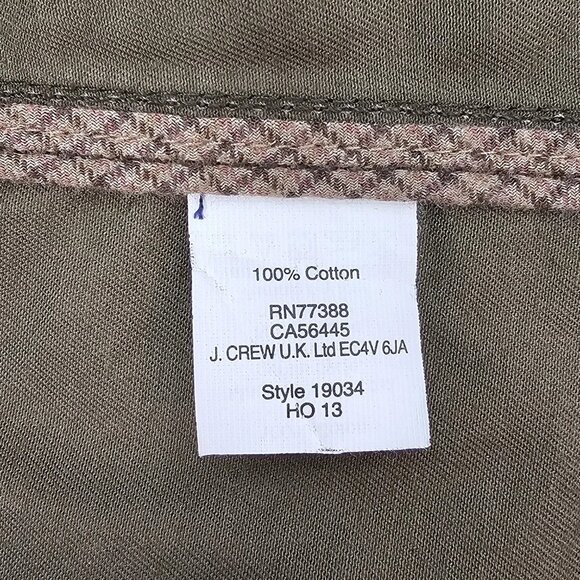 100% Cotton
RN77388
CA56445
J. CREW U.K. Ltd EC4V 6JA
Style 19034
HO 13